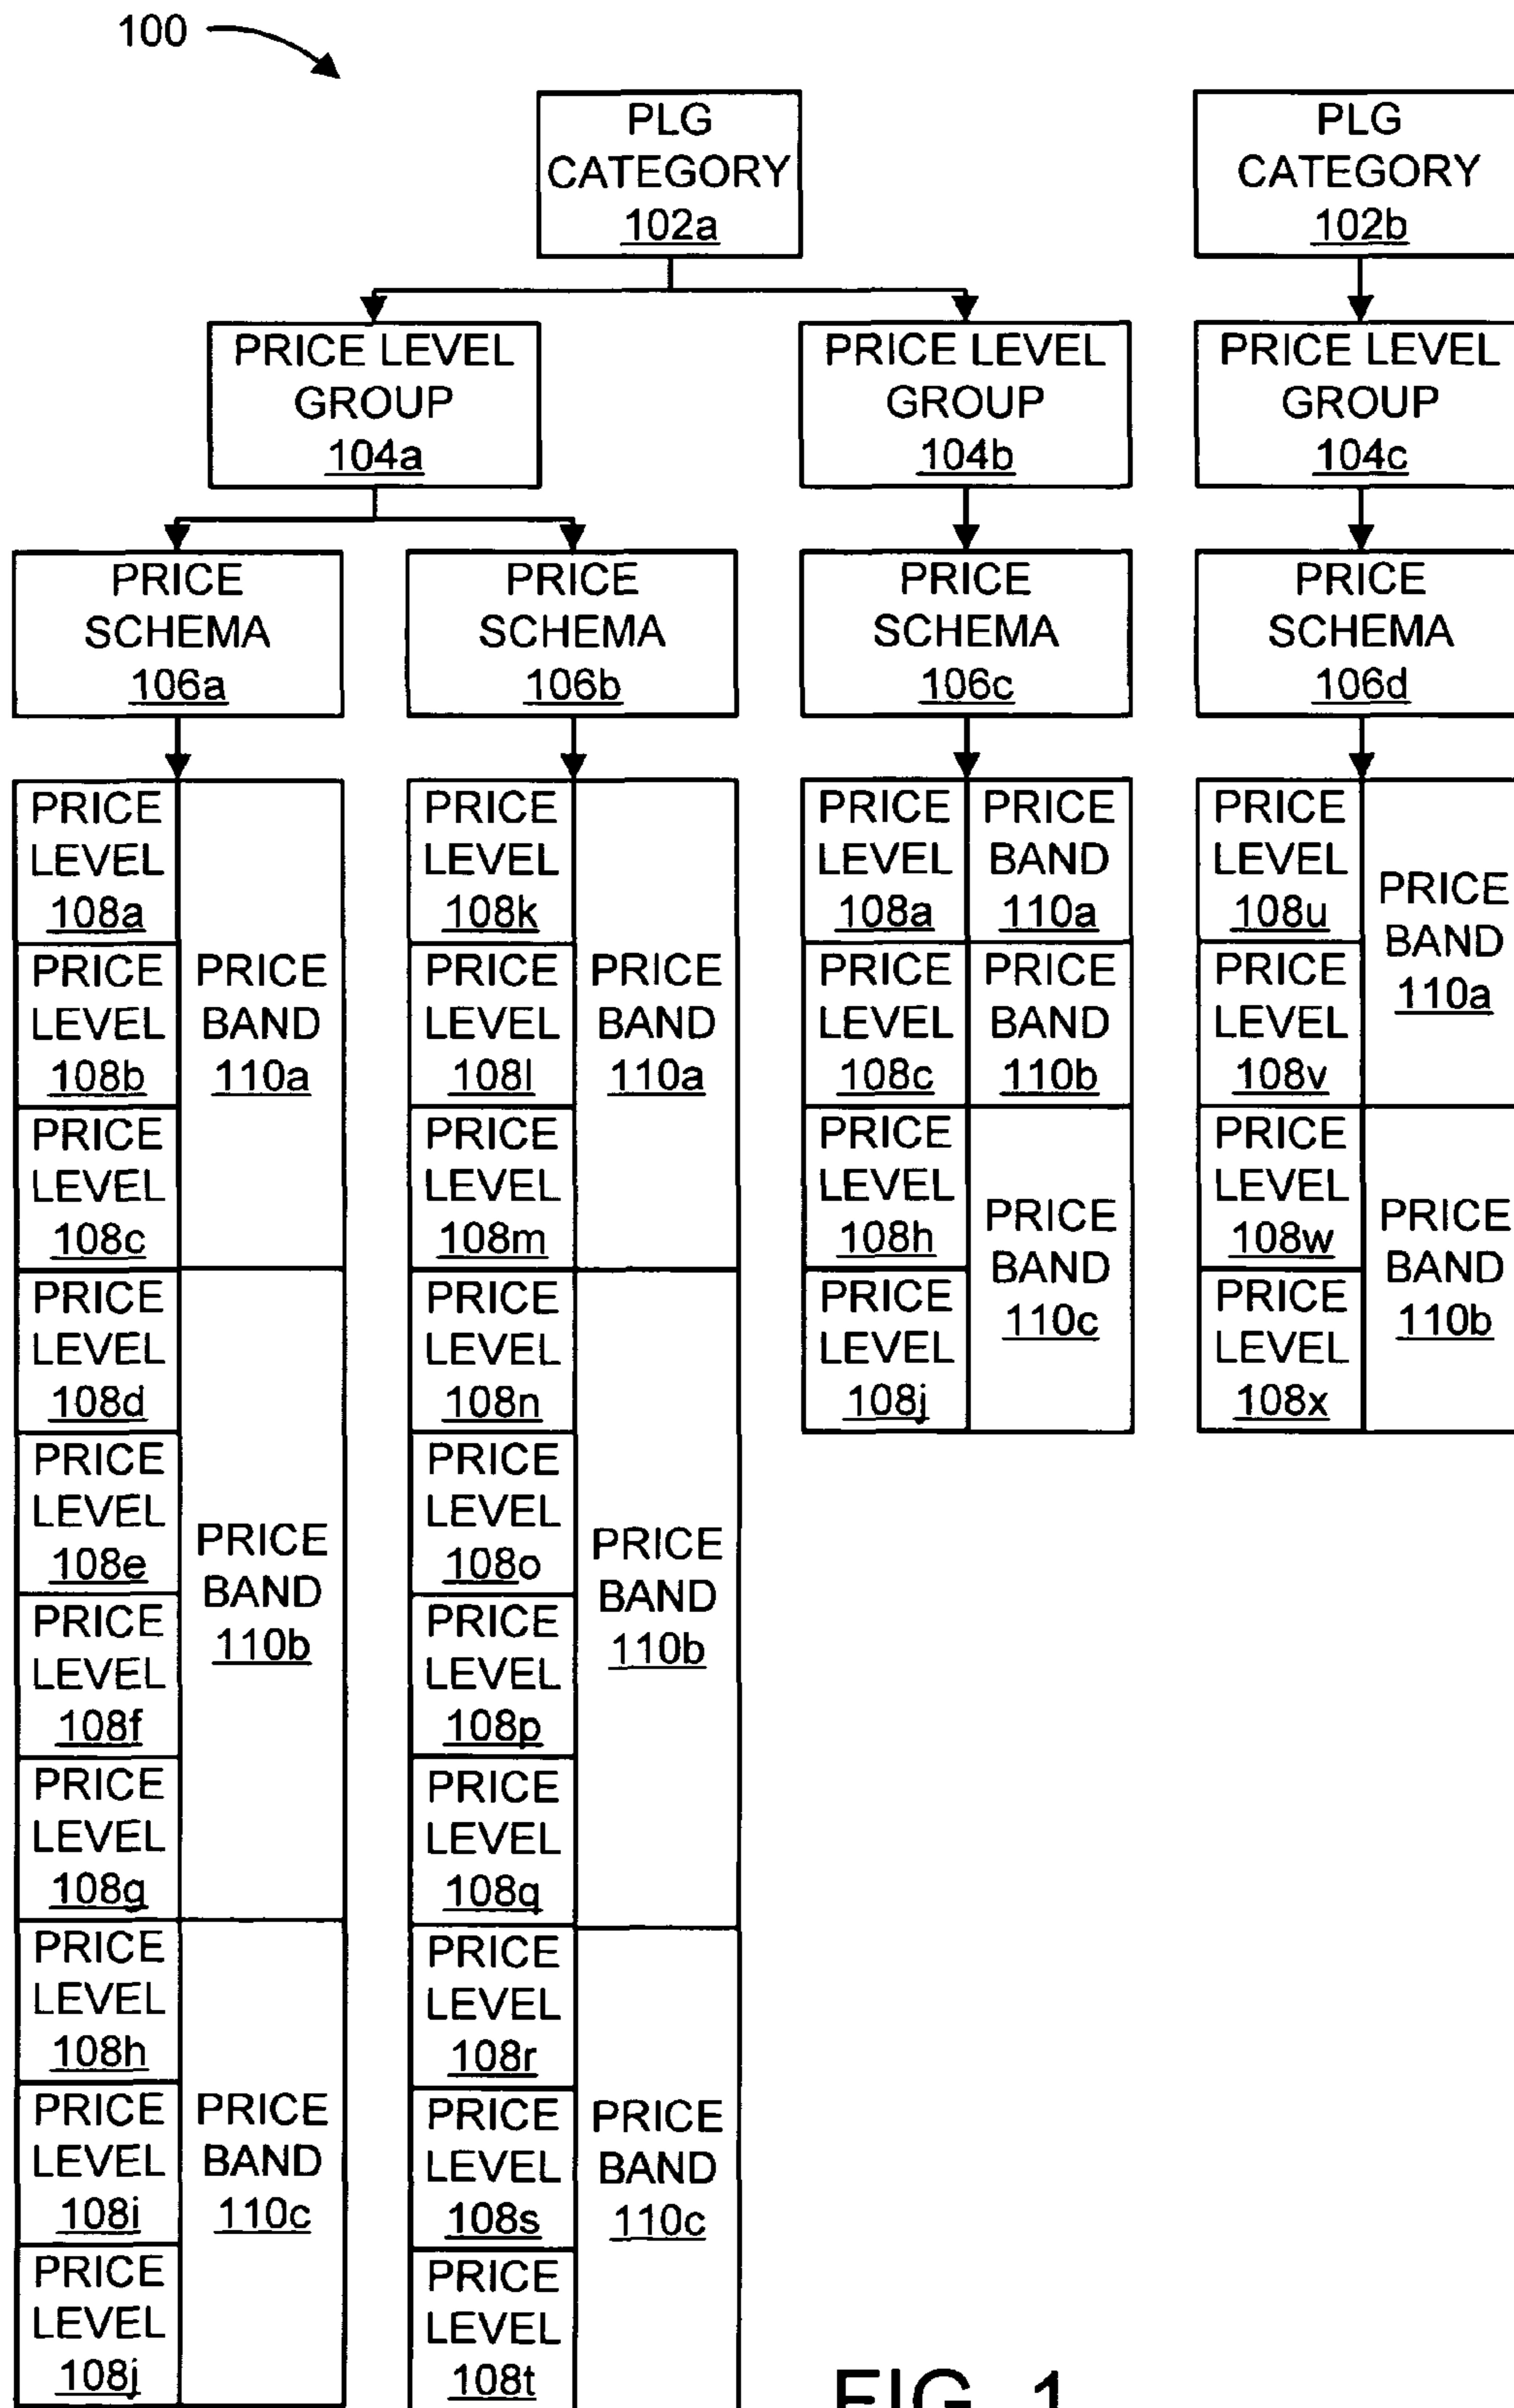 100
PLG
CATEGORY
102a
PLG
CATEGORY
102b
PRICE LEVEL
GROUP
104a
PRICE LEVEL
GROUP
104b
PRICE LEVEL
GROUP
104c
PRICE
SCHEMA
106a
PRICE
SCHEMA
106b
PRICE
SCHEMA
106c
PRICE
SCHEMA
106d
PRICE
LEVEL
108a
PRICE
LEVEL
108b
PRICE
LEVEL
108c
PRICE
BAND
110a
PRICE
LEVEL
108d
PRICE
LEVEL
108e
PRICE
LEVEL
108f
PRICE
LEVEL
108g
PRICE
BAND
110b
PRICE
LEVEL
108h
PRICE
LEVEL
108i
PRICE
LEVEL
108j
PRICE
BAND
110c
PRICE
LEVEL
108k
PRICE
LEVEL
108l
PRICE
LEVEL
108m
PRICE
BAND
110a
PRICE
LEVEL
108n
PRICE
LEVEL
108o
PRICE
LEVEL
108p
PRICE
LEVEL
108q
PRICE
BAND
110b
PRICE
LEVEL
108r
PRICE
LEVEL
108s
PRICE
LEVEL
108t
PRICE
BAND
110c
PRICE
LEVEL
108a
PRICE
BAND
110a
PRICE
LEVEL
108c
PRICE
BAND
110b
PRICE
LEVEL
108h
PRICE
LEVEL
108j
PRICE
BAND
110c
PRICE
LEVEL
108u
PRICE
LEVEL
108v
PRICE
BAND
110a
PRICE
LEVEL
108w
PRICE
LEVEL
108x
PRICE
BAND
110b
FIG. 1